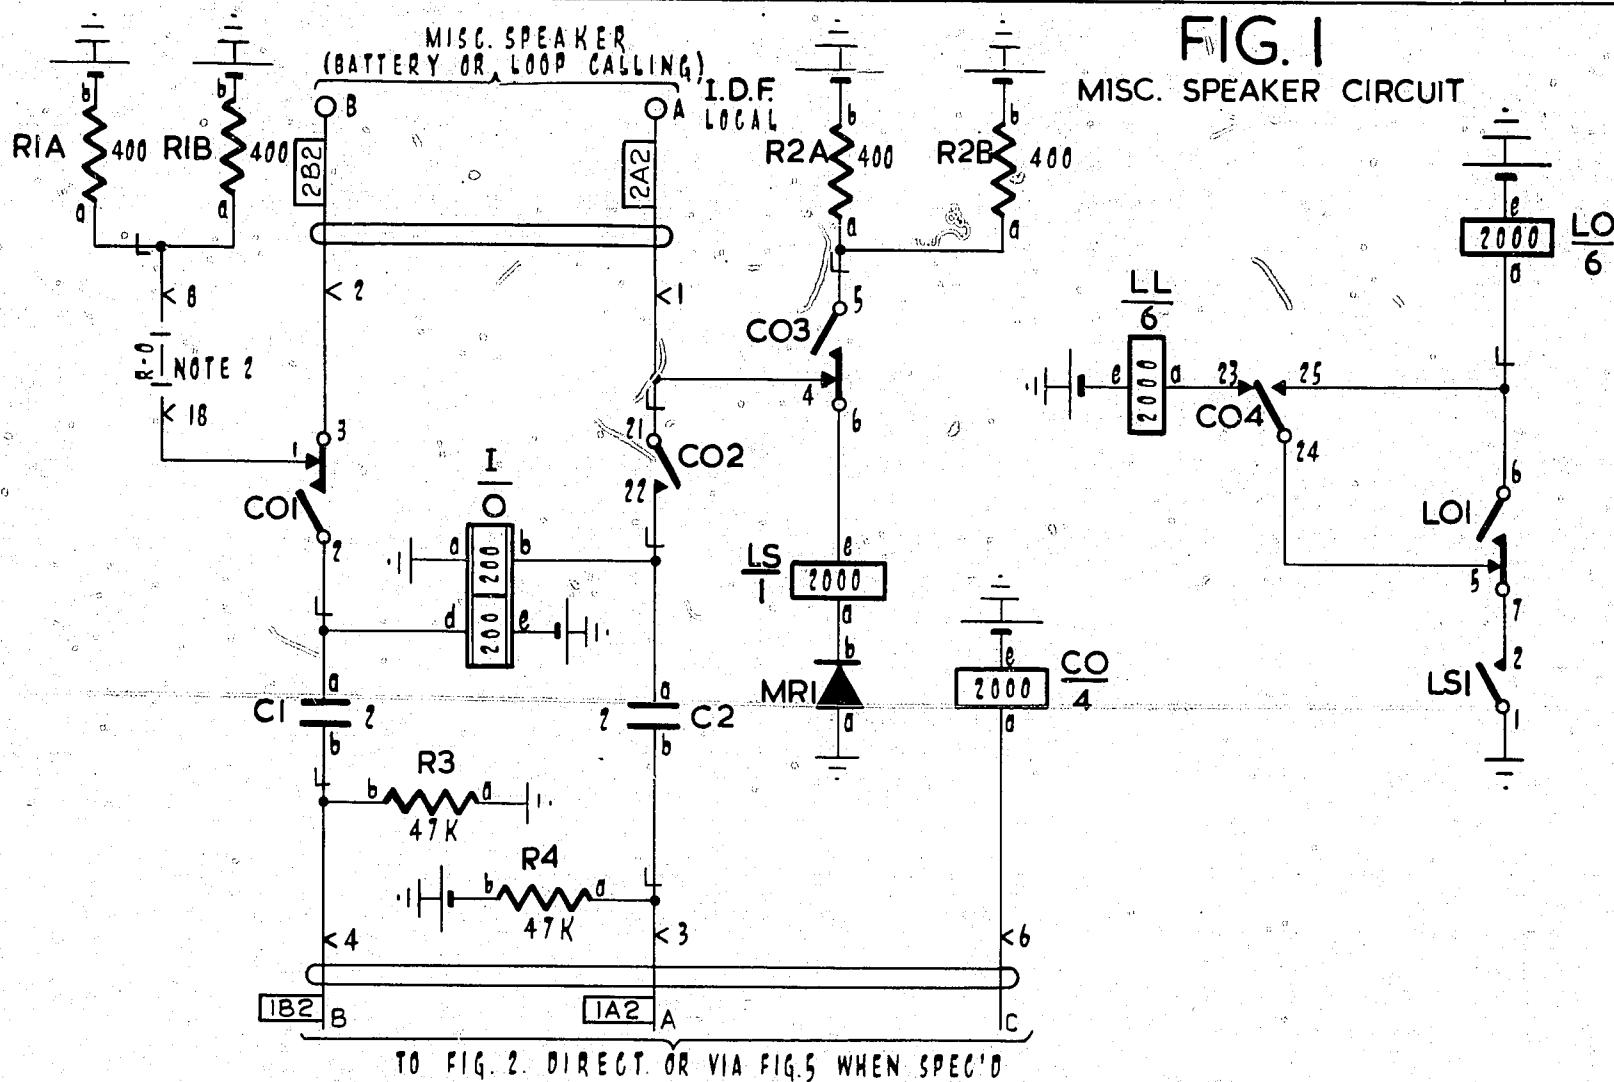 FIG. 1
MISC. SPEAKER CIRCUIT
MISC. SPEAKER
(BATTERY OR LOOP CALLING)
B
A
I.D.F.
LOCAL
b
b
R1A
400
R1B
400
a
a
2B2
2A2
b
b
R2A
400
R2B
400
a
a
e
2000
LO
6
a
< 8
< 2
< 1
5
CO3
4
6
R-0
NOTE 2
< 18
LL
6
e
2000
a
23
25
CO4
24
3
1
CO1
2
21
CO2
22
6
LO1
5
7
I
O
a
200
b
d
200
e
LS
1
e
2000
a
b
MR1
a
2
LS1
1
e
2000
CO
4
a
a
C1
2
b
a
2
C2
b
R3
b
a
47K
R4
b
a
47K
< 4
< 3
< 6
1B2
B
1A2
A
C
TO FIG. 2. DIRECT. OR VIA FIG.5 WHEN SPEC'D